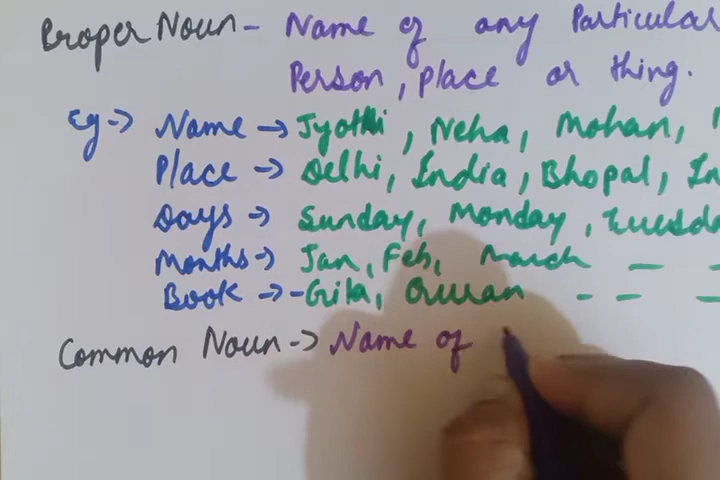 Proper Noun - Name of any Particular
Person, Place or thing.
Eg -> Name -> Jyothi, Neha, Mohan,
Place -> Delhi, India, Bhopal,
Days -> Sunday, Monday,
Months -> Jan, Feb, March - -
Book -> - Gita, Quran - - -
Common Noun -> Name of